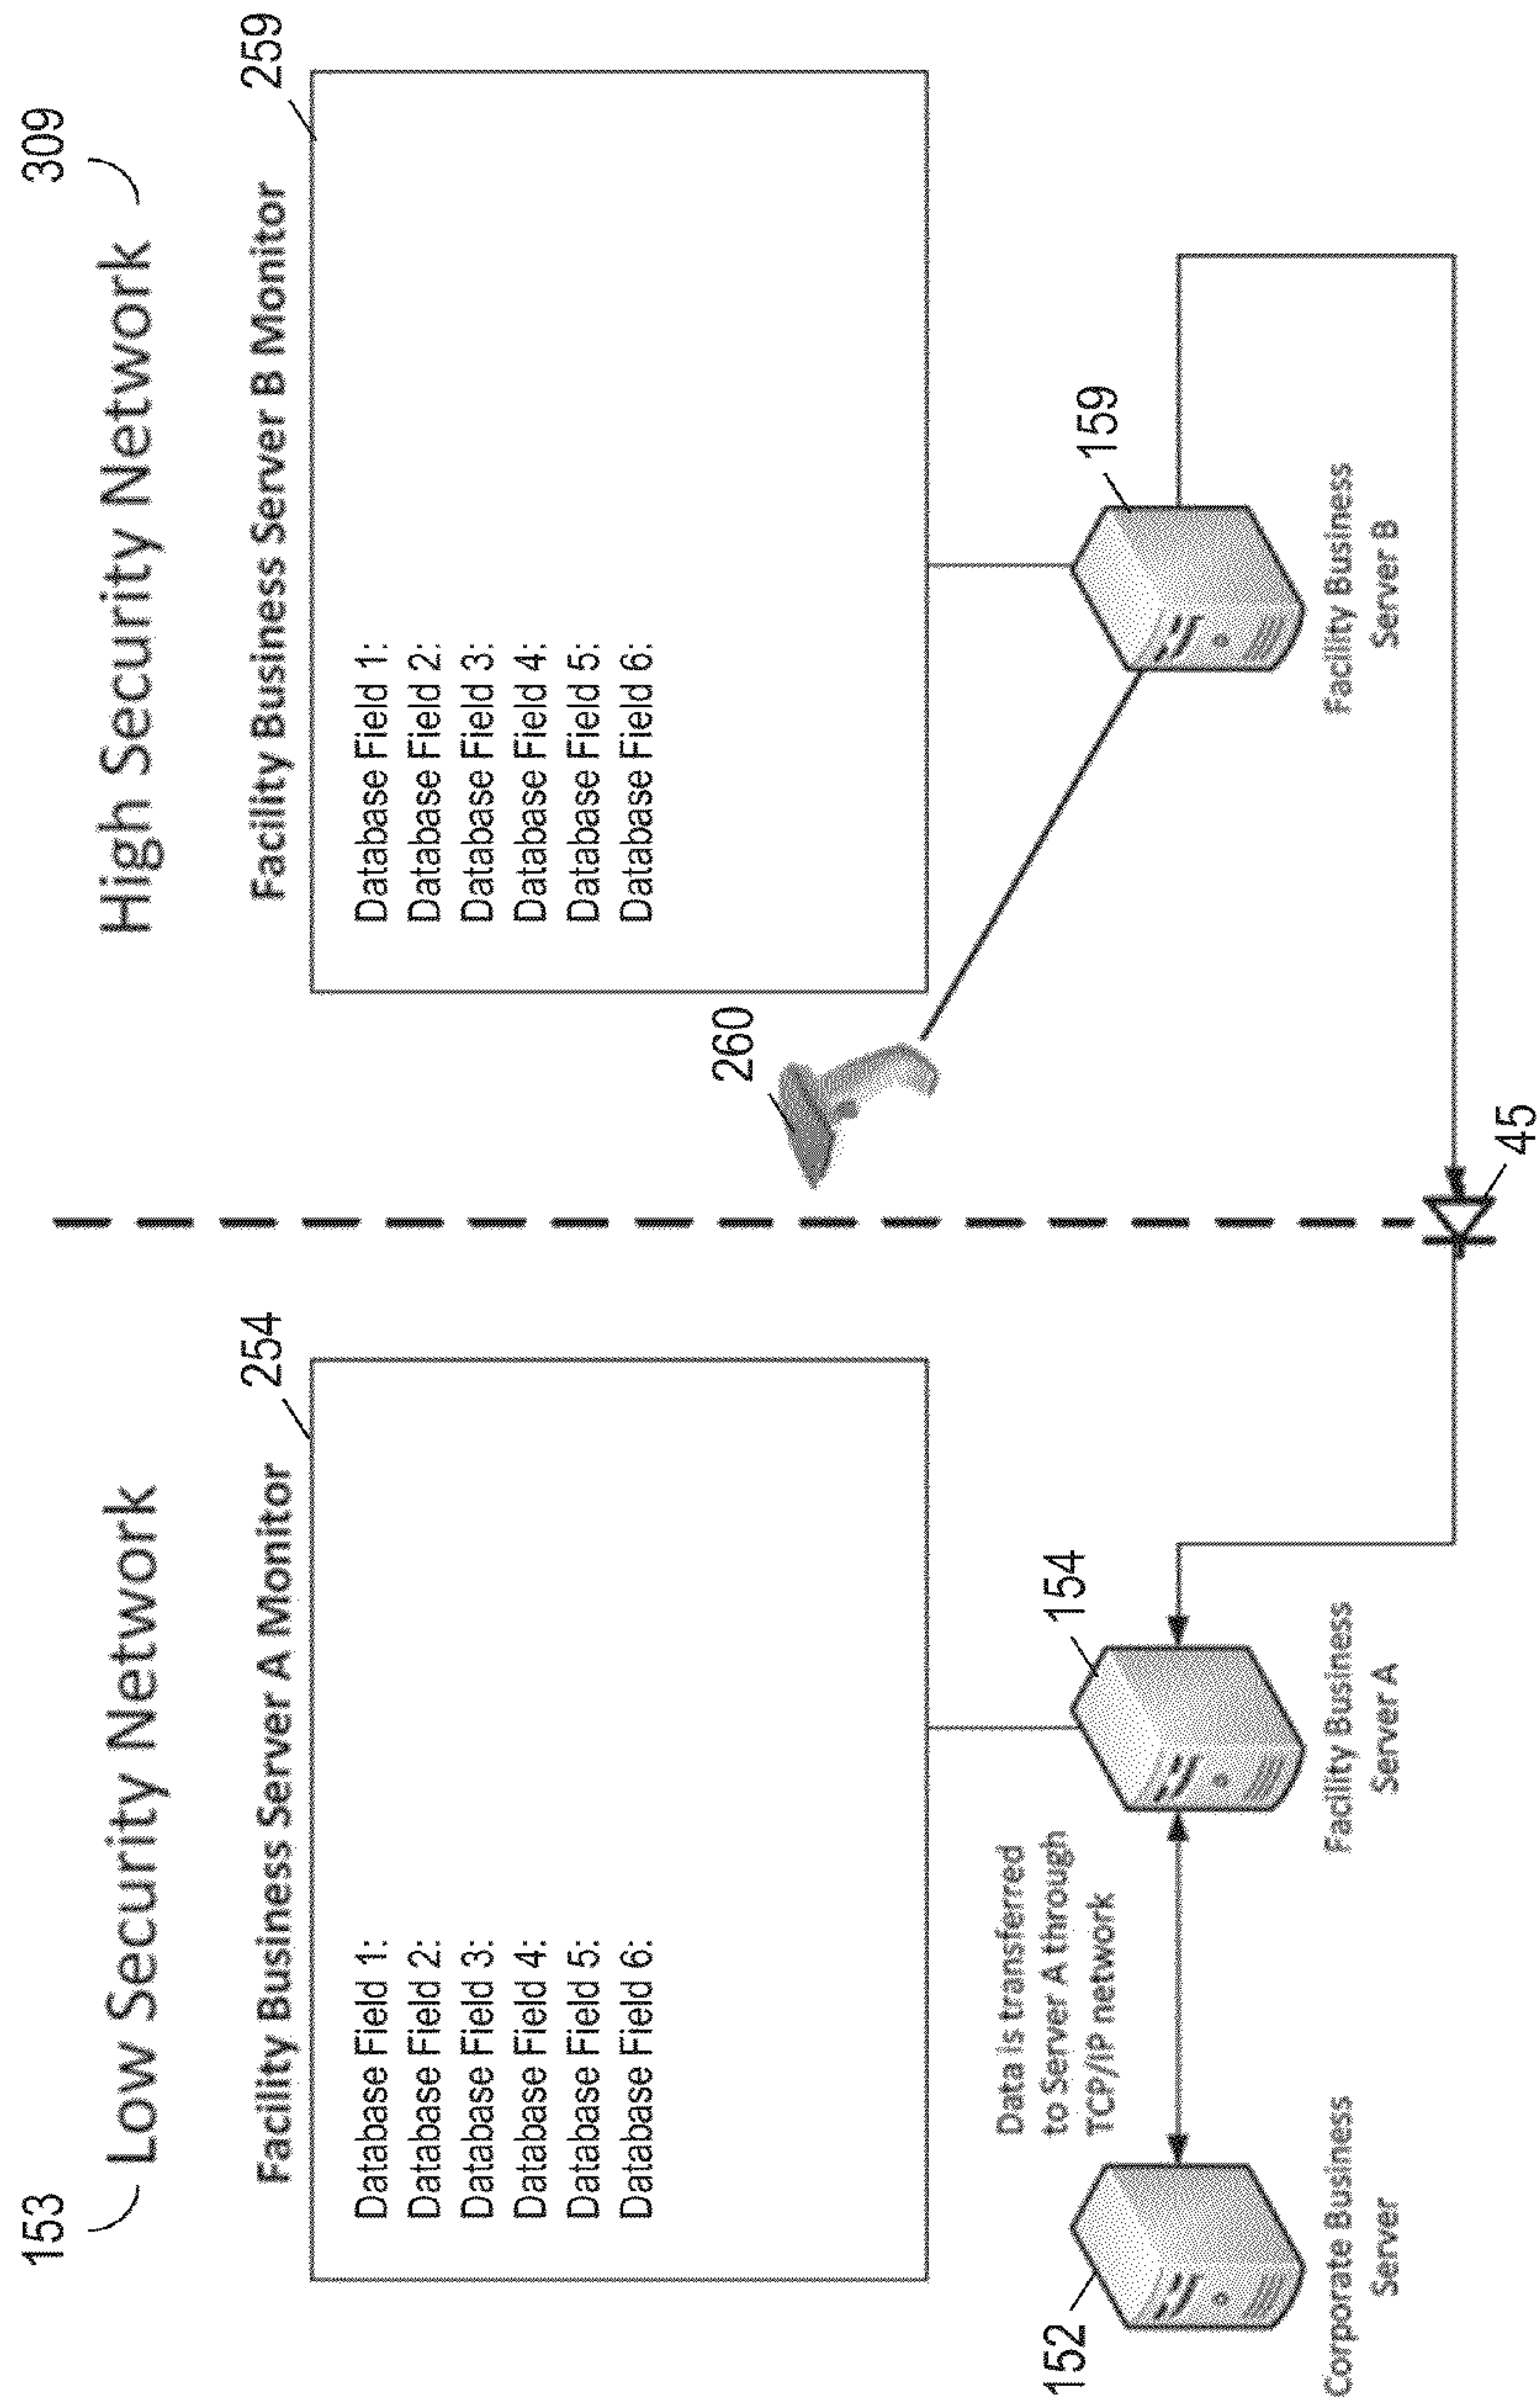 153
Low Security Network
Facility Business Server A Monitor
254
Database Field 1:
Database Field 2:
Database Field 3:
Database Field 4:
Database Field 5:
Database Field 6:
Data is transferred
to Server A through
TCP/IP network
152
Corporate Business
Server
154
Facility Business
Server A
309
High Security Network
Facility Business Server B Monitor
259
Database Field 1:
Database Field 2:
Database Field 3:
Database Field 4:
Database Field 5:
Database Field 6:
260
159
Facility Business
Server B
45